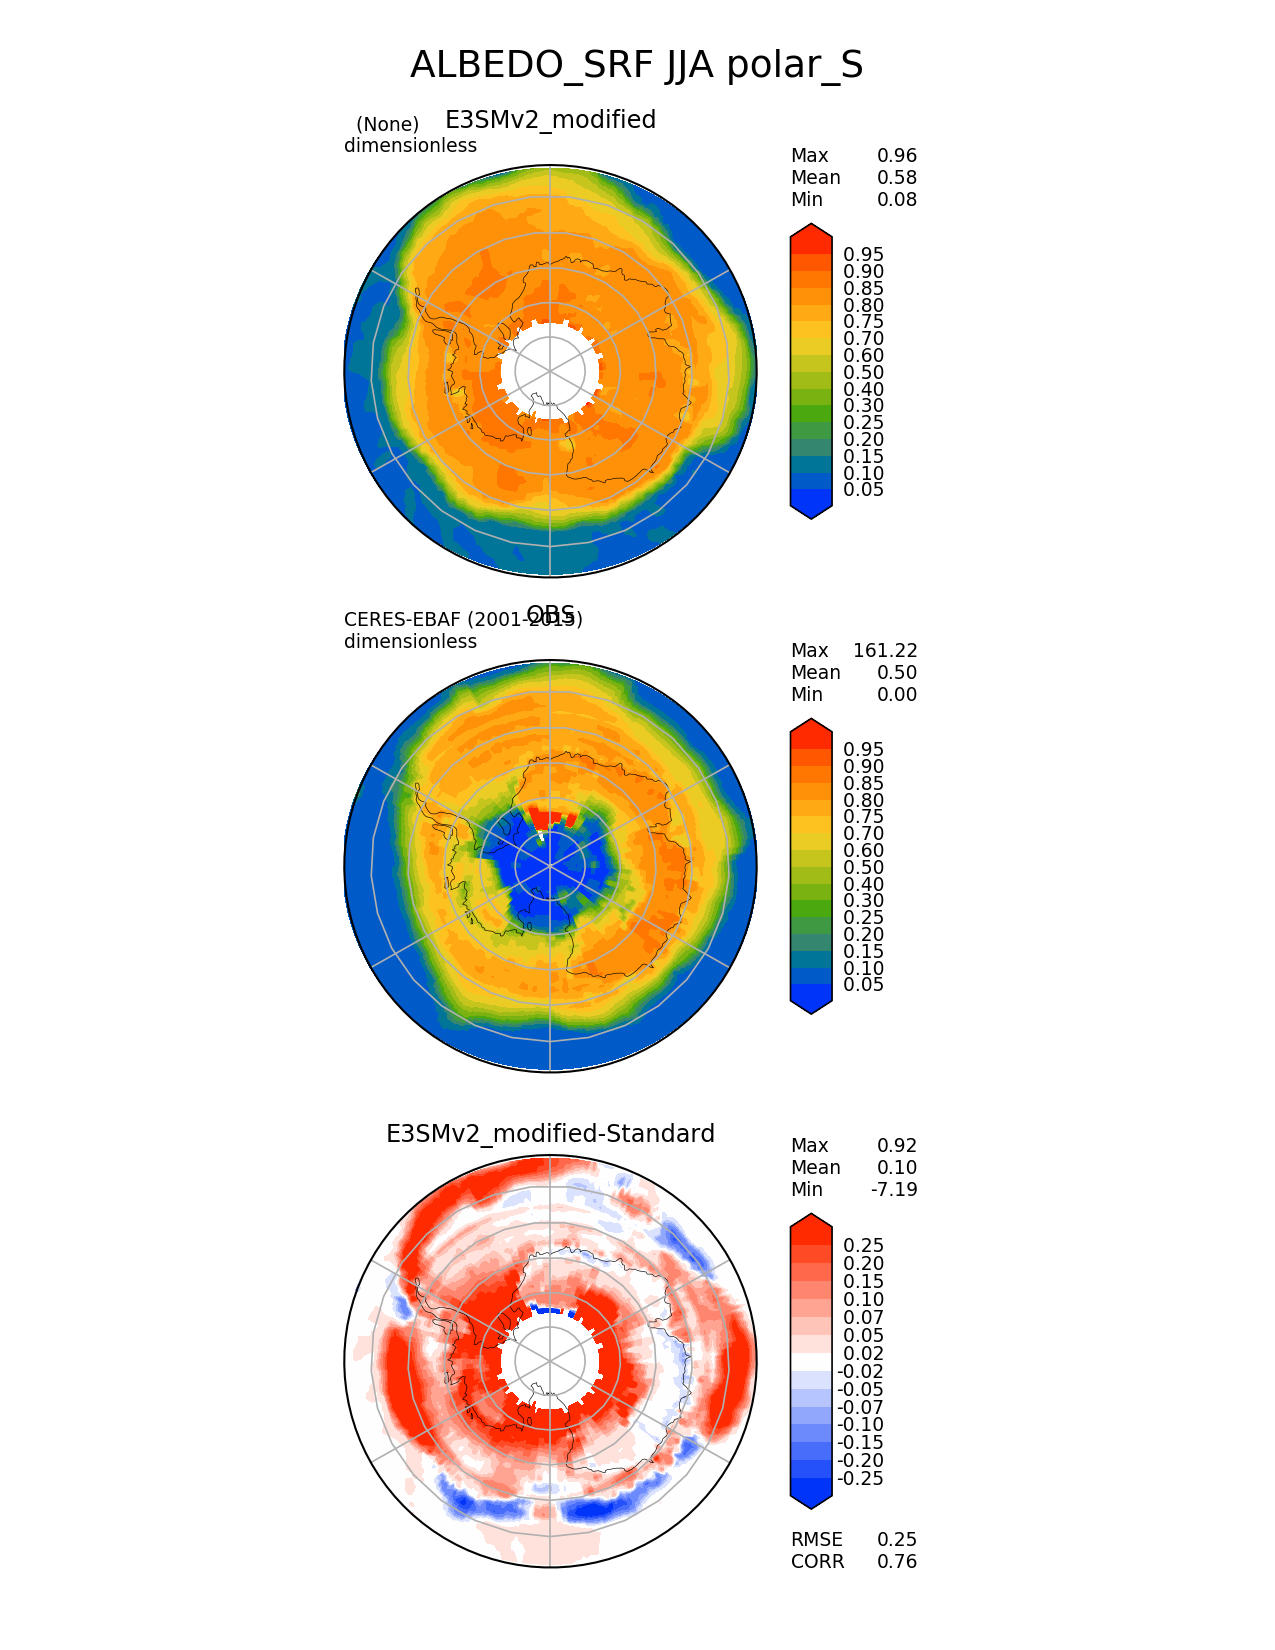 ALBEDO_SRF JJA polar_S
E3SMv2_modified
(None)
dimensionless
Max 0.96
Mean 0.58
Min 0.08
0.95
0.90
0.85
0.80
0.75
0.70
0.60
0.50
0.40
0.30
0.25
0.20
0.15
0.10
0.05
OBS
CERES-EBAF (2001-2015)
dimensionless
Max 161.22
Mean 0.50
Min 0.00
0.95
0.90
0.85
0.80
0.75
0.70
0.60
0.50
0.40
0.30
0.25
0.20
0.15
0.10
0.05
E3SMv2_modified-Standard
Max 0.92
Mean 0.10
Min -7.19
0.25
0.20
0.15
0.10
0.07
0.05
0.02
-0.02
-0.05
-0.07
-0.10
-0.15
-0.20
-0.25
RMSE 0.25
CORR 0.76